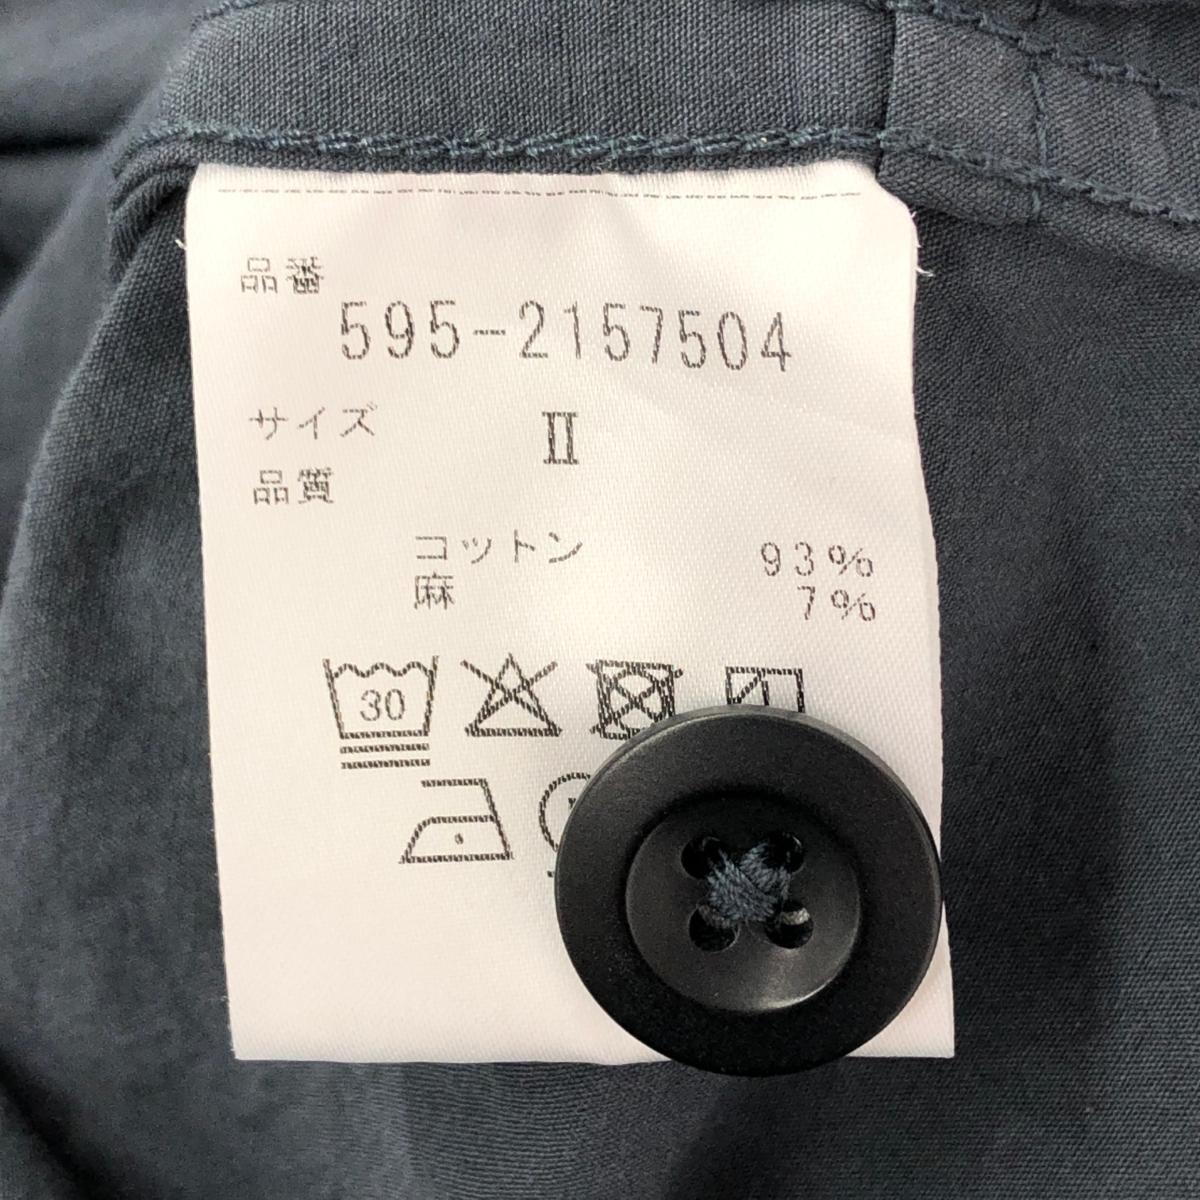 品番
595-2157504
サイズ Ⅱ
品質
コットン 93%
麻 7%
30